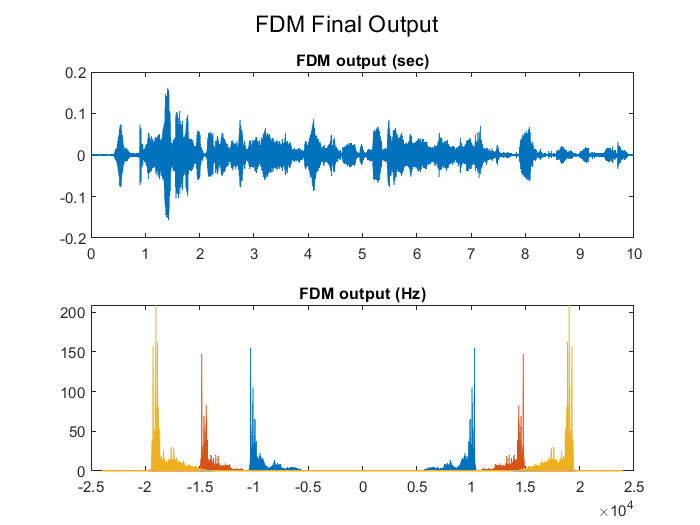 FDM Final Output
FDM output (sec)
0.2
0.1
0
-0.1
-0.2
0 1 2 3 4 5 6 7 8 9 10
FDM output (Hz)
200
150
100
50
0
-2.5 -2 -1.5 -1 -0.5 0 0.5 1 1.5 2 2.5
×10⁴